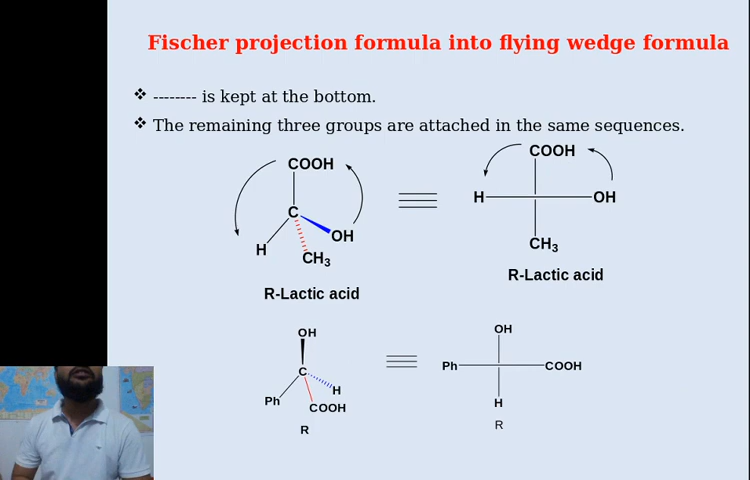 Fischer projection formula into flying wedge formula
❖ -------- is kept at the bottom.
❖ The remaining three groups are attached in the same sequences.
COOH
C
OH
H
CH3
R-Lactic acid
COOH
H
OH
CH3
R-Lactic acid
OH
C
H
Ph
COOH
R
OH
Ph
COOH
H
R